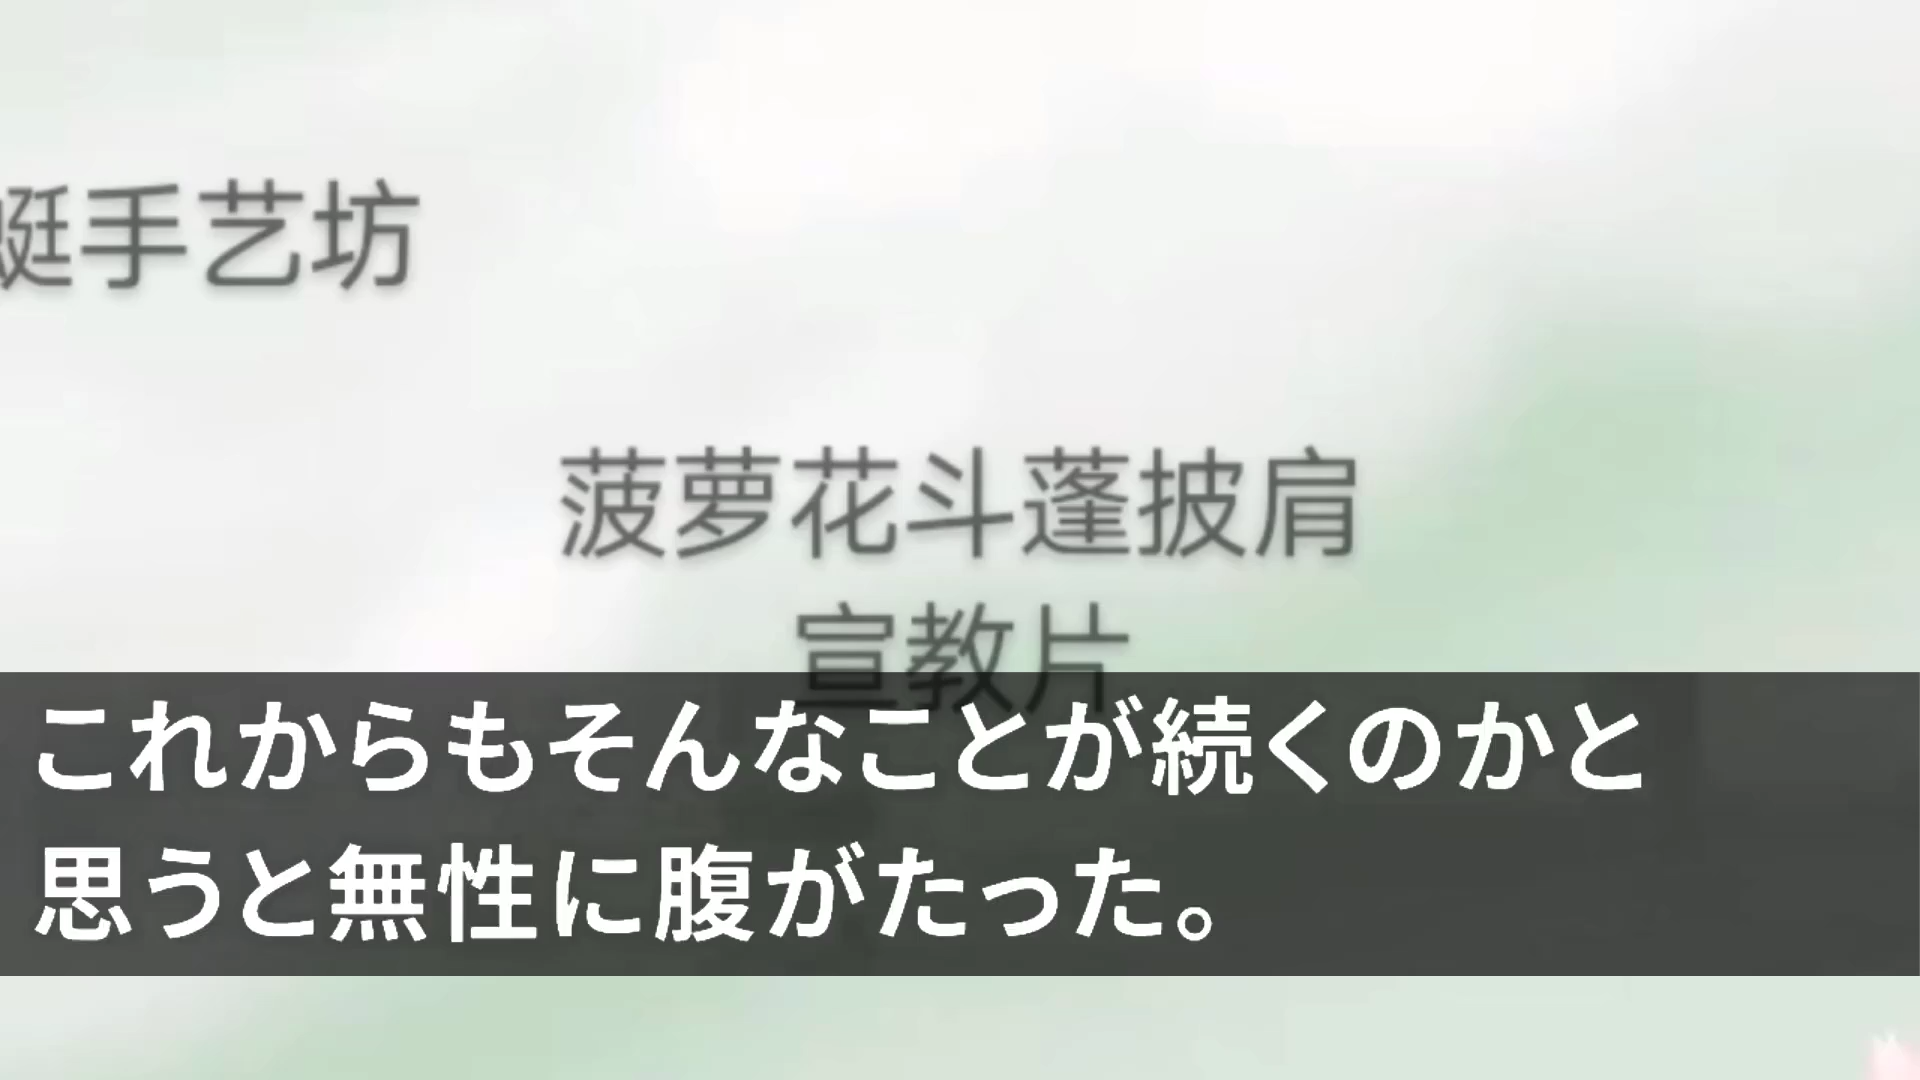 蜓手艺坊
菠萝花斗蓬披肩
宣教片
これからもそんなことが続くのかと
思うと無性に腹がたった。